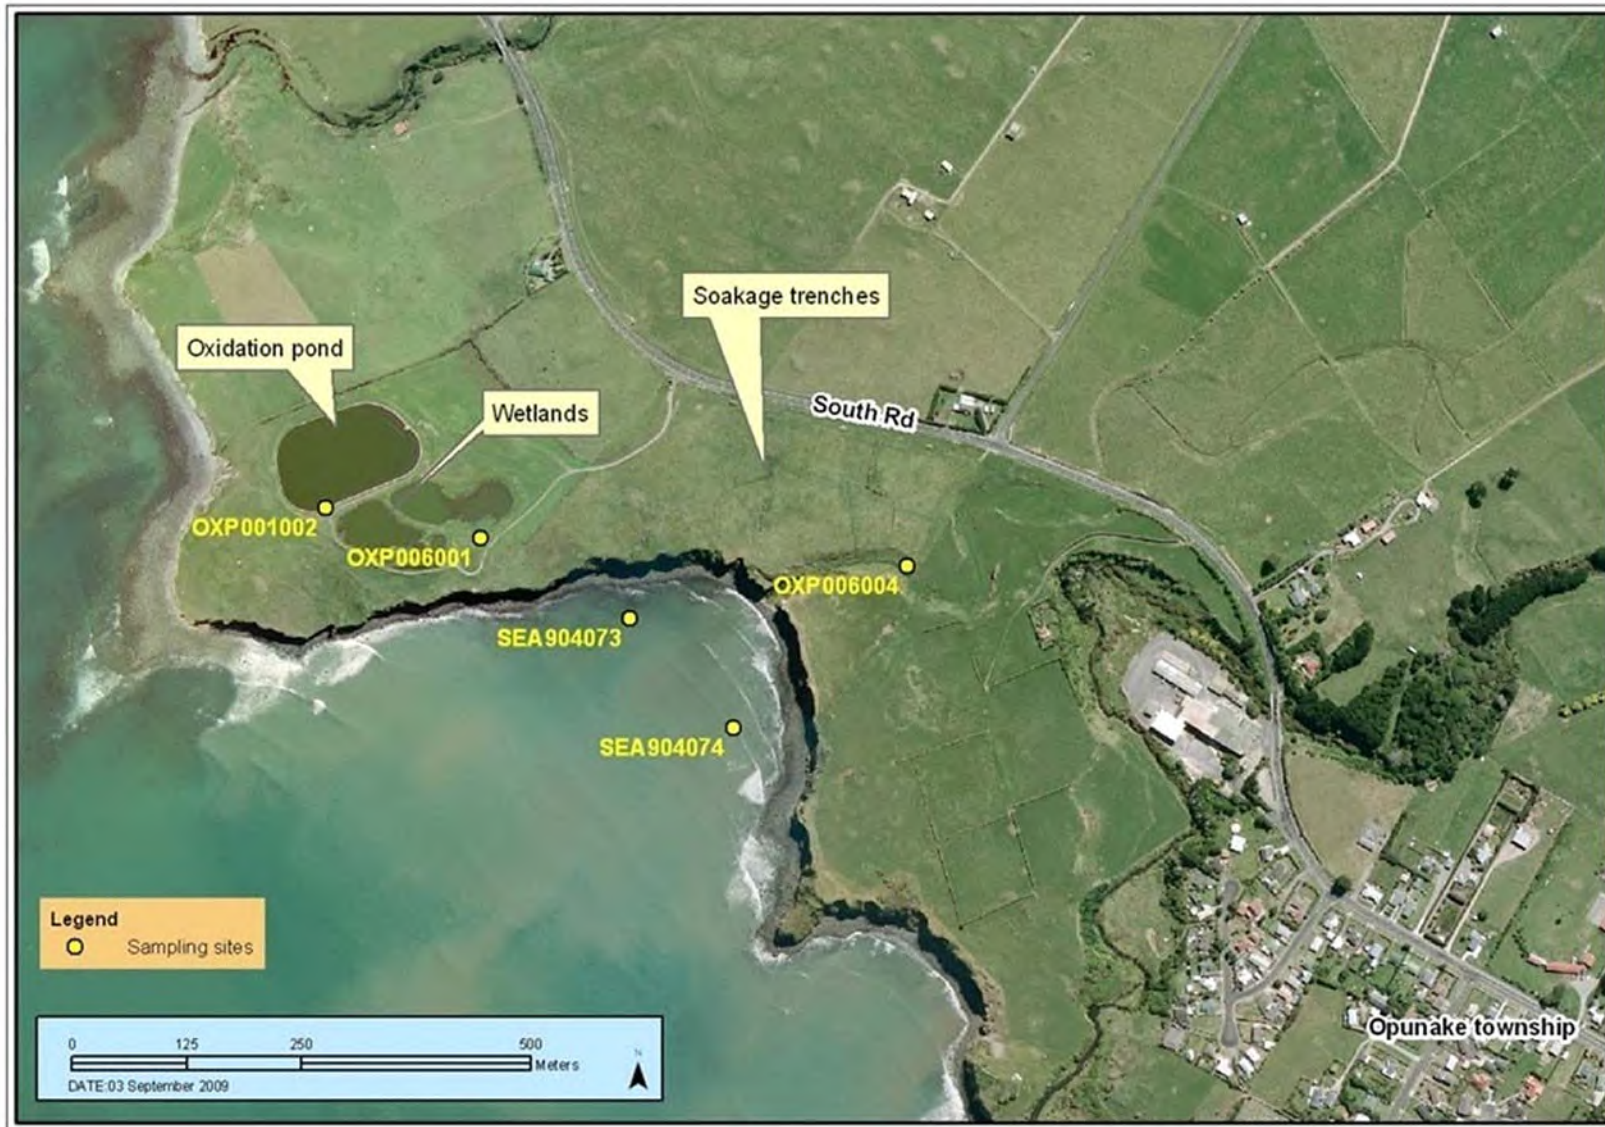 Soakage trenches
Oxidation pond
Wetlands
South Rd
OXP001002
OXP006001
OXP006004
SEA904073
SEA904074
Legend
Sampling sites
0 125 250 500
Meters
N
DATE:03 September 2009
Opunake township